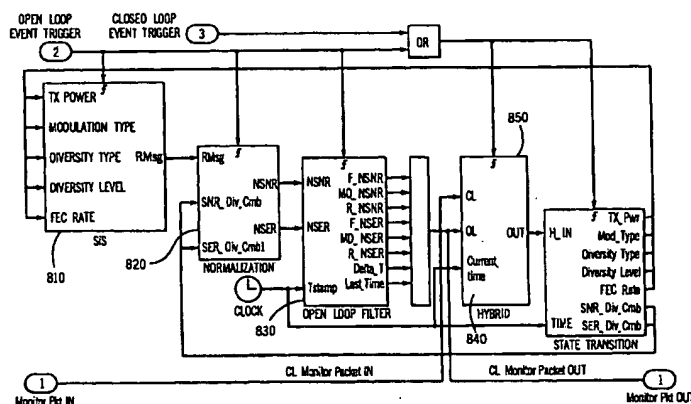 OPEN LOOP
EVENT TRIGGER
2
CLOSED LOOP
EVENT TRIGGER
3
OR
TX POWER
MODULATION TYPE
DIVERSITY TYPE
RMsg
DIVERSITY LEVEL
FEC RATE
810
SIS
RMsg
NSNR
SNR_Div_Cmb
NSER
SER_Div_Cmb1
820
NORMALIZATION
CLOCK
NSNR
NSER
Tstamp
F_NSNR
MQ_NSNR
R_NSNR
F_NSER
MD_NSER
R_NSER
Delta_T
Last_Time
830
OPEN LOOP FILTER
850
CL
OL
OUT
Current_
time
HYBRID
840
H_IN
TIME
TX_Pwr
Mod_Type
Diversity Type
Diversity Level
FEC Rate
SNR_Div_Cmb
SER_Div_Cmb
STATE TRANSITION
1
Monitor Pkt IN
CL Monitor Packet IN
CL Monitor Packet OUT
1
Monitor Pkt OUT